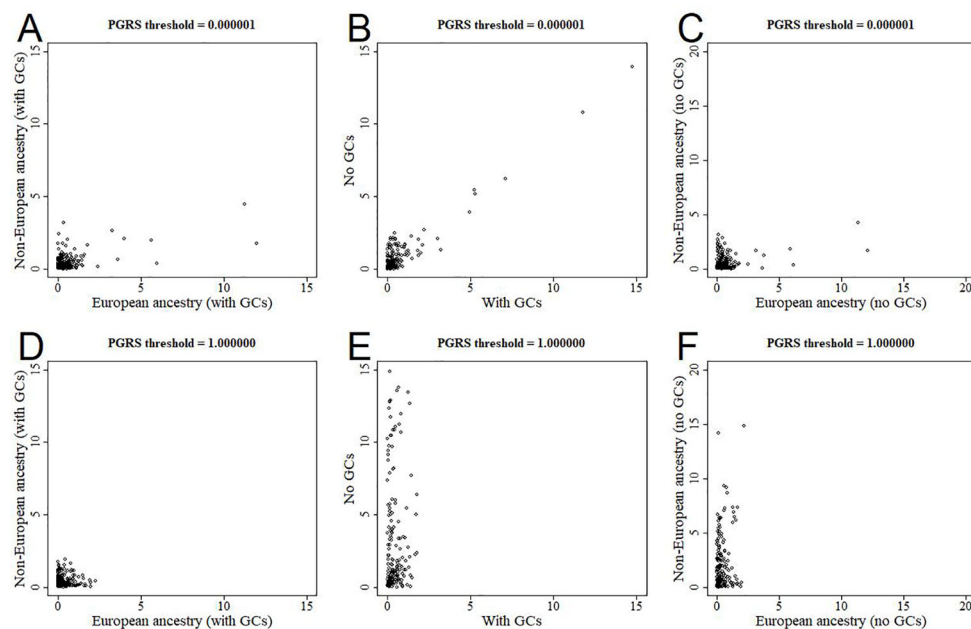 A
PGRS threshold = 0.000001
Non-European ancestry (with GCs)
15
10
5
0
0 5 10 15
European ancestry (with GCs)
B
PGRS threshold = 0.000001
No GCs
15
10
5
0
0 5 10 15
With GCs
C
PGRS threshold = 0.000001
Non-European ancestry (no GCs)
20
15
10
5
0
0 5 10 15 20
European ancestry (no GCs)
D
PGRS threshold = 1.000000
Non-European ancestry (with GCs)
15
10
5
0
0 5 10 15
European ancestry (with GCs)
E
PGRS threshold = 1.000000
No GCs
15
10
5
0
0 5 10 15
With GCs
F
PGRS threshold = 1.000000
Non-European ancestry (no GCs)
20
15
10
5
0
0 5 10 15 20
European ancestry (no GCs)